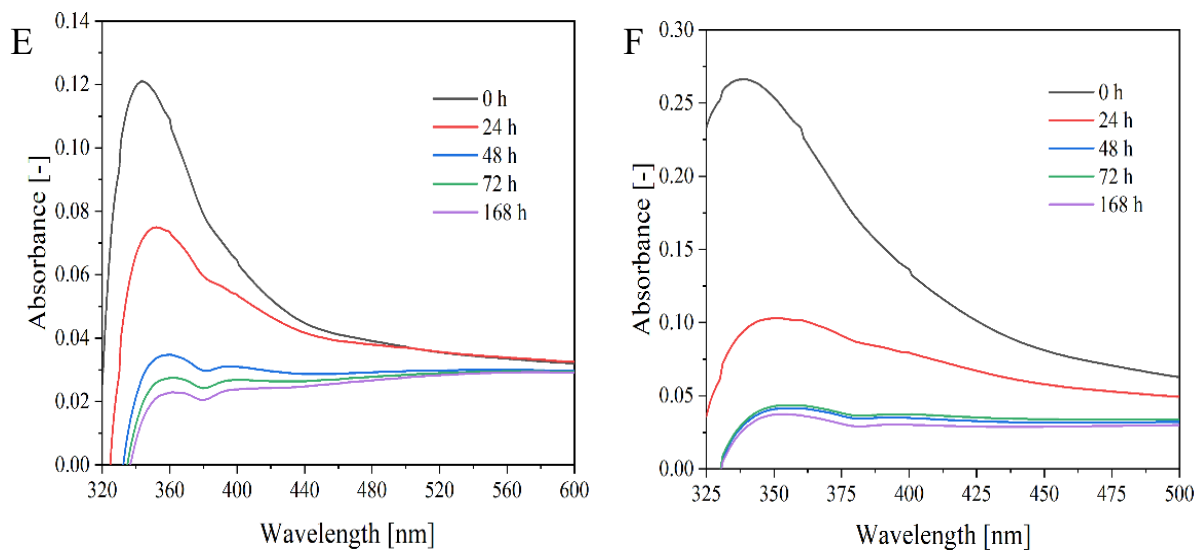 E
0.14
0.12
0.10
0.08
0.06
0.04
0.02
0.00
Absorbance [-]
0 h
24 h
48 h
72 h
168 h
320 360 400 440 480 520 560 600
Wavelength [nm]
F
0.30
0.25
0.20
0.15
0.10
0.05
0.00
Absorbance [-]
0 h
24 h
48 h
72 h
168 h
325 350 375 400 425 450 475 500
Wavelength [nm]